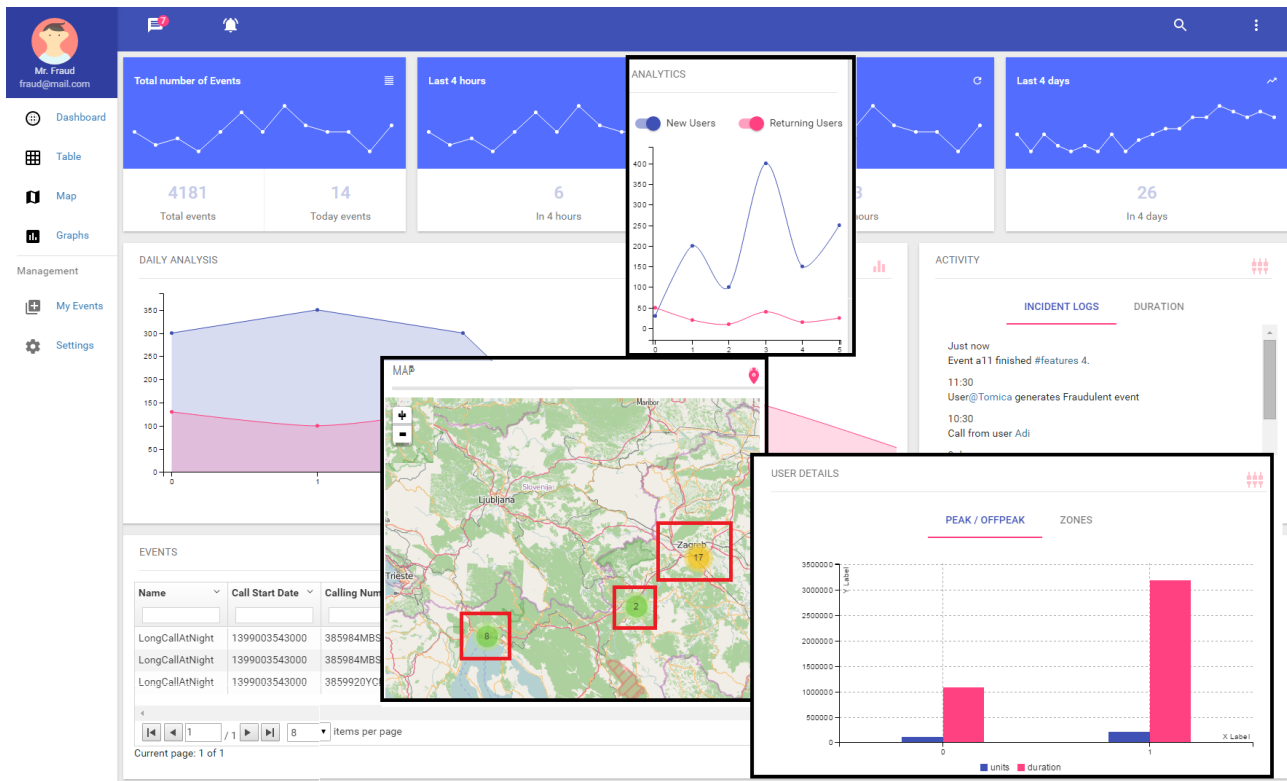 7
Mr. Fraud
fraud@mail.com
Dashboard
Table
Map
Graphs
Management
My Events
Settings
Total number of Events
4181
Total events
14
Today events
Last 4 hours
6
In 4 hours
Last 4 days
26
In 4 days
ANALYTICS
New Users
Returning Users
400
350
300
250
200
150
100
50
0
0 1 2 3 4 5
DAILY ANALYSIS
350
300
250
200
150
100
50
0
0 1
ACTIVITY
INCIDENT LOGS DURATION
Just now
Event a11 finished #features 4.
11:30
User@Tomica generates Fraudulent event
10:30
Call from user Adi
MAP
+
-
Maribor
Slovenija
Ljubljana
Zagreb
17
Trieste
2
8
USER DETAILS
PEAK / OFFPEAK ZONES
Y Label
3500000
3000000
2500000
2000000
1500000
1000000
500000
0
0 1
X Label
units duration
EVENTS
Name Call Start Date Calling Num
LongCallAtNight 1399003543000 385984MBS
LongCallAtNight 1399003543000 385984MBS
LongCallAtNight 1399003543000 3859920YC
1 / 1 8 items per page
Current page: 1 of 1